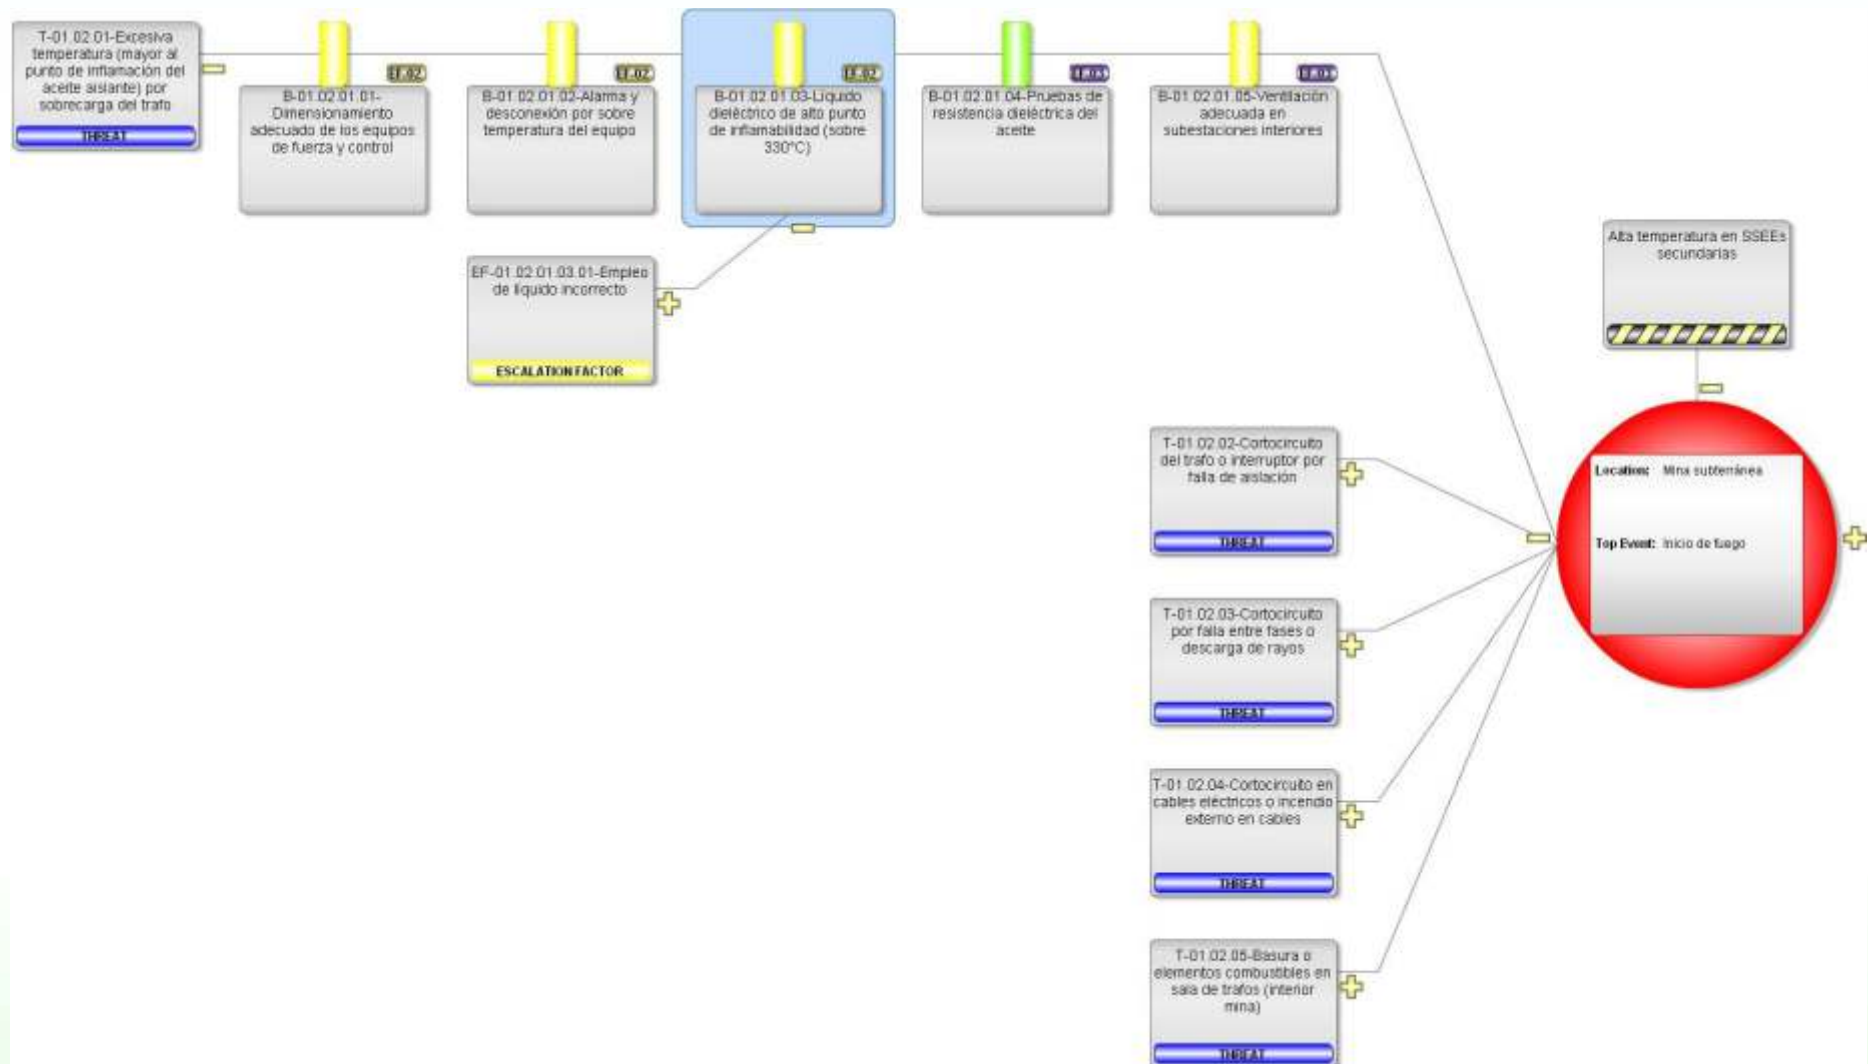 T-01.02.01-Excesiva
temperatura (mayor al
punto de inflamación del
aceite aislante) por
sobrecarga del trafo
THREAT
EF-02
B-01.02.01.01-
Dimensionamiento
adecuado de los equipos
de fuerza y control
EF-02
B-01.02.01.02-Alarma y
desconexión por sobre
temperatura del equipo
EF-02
B-01.02.01.03-Liquido
dieléctrico de alto punto
de inflamabilidad (sobre
330°C)
B-01.02.01.04-Pruebas de
resistencia dieléctrica del
aceite
B-01.02.01.05-Ventilación
adecuada en
subestaciones interiores
EF-01.02.01.03.01-Empleo
de líquido incorrecto
ESCALATION FACTOR
Alta temperatura en SSEEs
secundarias
Location: Mina subterránea
Top Event: Inicio de fuego
T-01.02.02-Cortocircuito
del trafo o interruptor por
falla de aislación
THREAT
T-01.02.03-Cortocircuito
por falla entre fases o
descarga de rayos
THREAT
T-01.02.04-Cortocircuito en
cables eléctricos o incendio
externo en cables
THREAT
T-01.02.05-Basura o
elementos combustibles en
sala de trafos (interior
mina)
THREAT